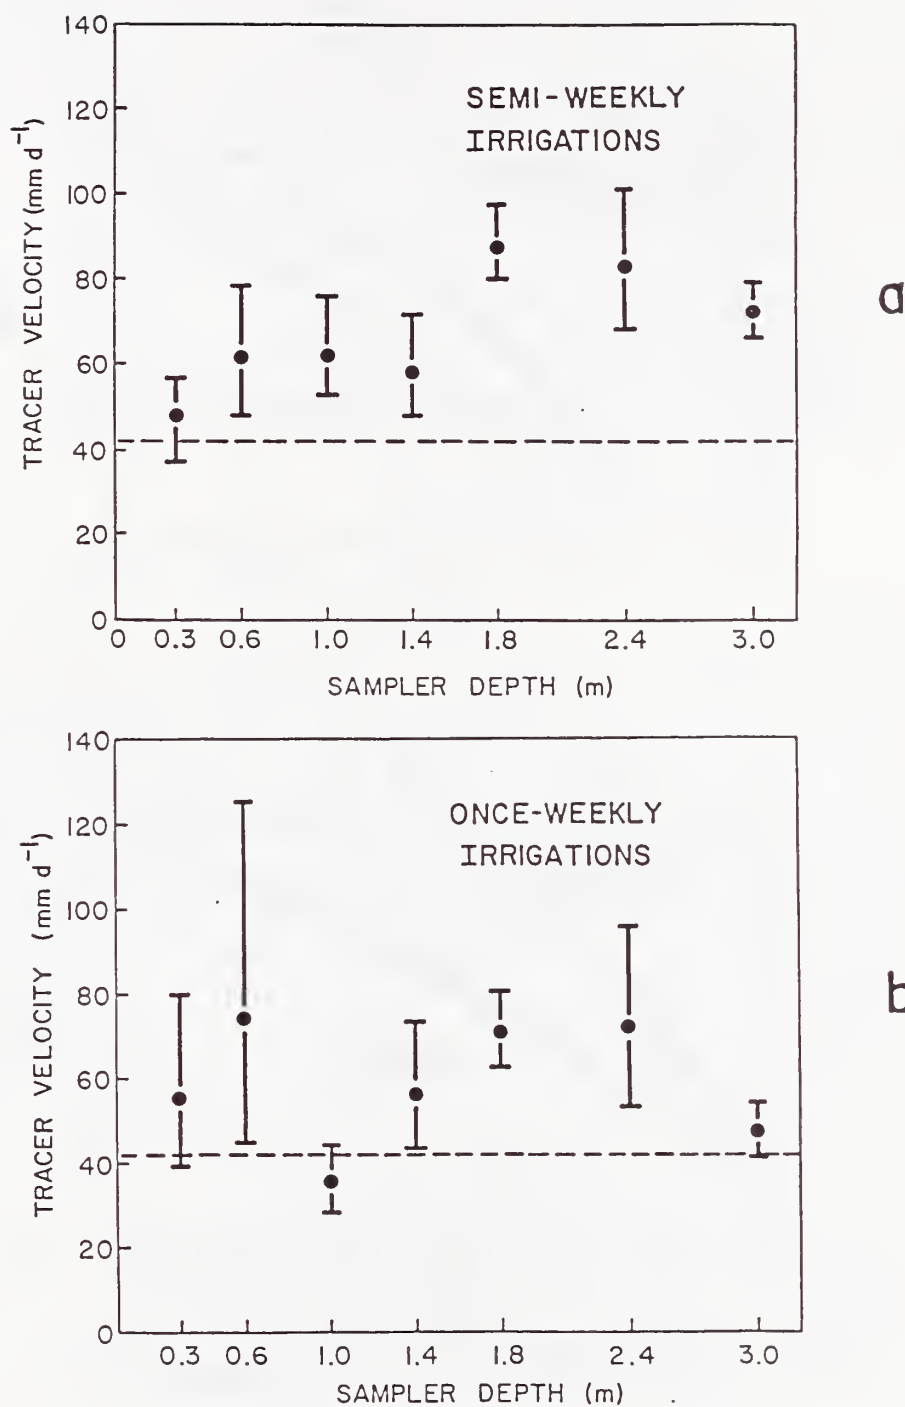 140
120
100
80
60
40
20
0
TRACER VELOCITY (mm d⁻¹)
SEMI-WEEKLY
IRRIGATIONS
a
0 0.3 0.6 1.0 1.4 1.8 2.4 3.0
SAMPLER DEPTH (m)
140
120
100
80
60
40
20
0
TRACER VELOCITY (mm d⁻¹)
ONCE-WEEKLY
IRRIGATIONS
b
0.3 0.6 1.0 1.4 1.8 2.4 3.0
SAMPLER DEPTH (m)